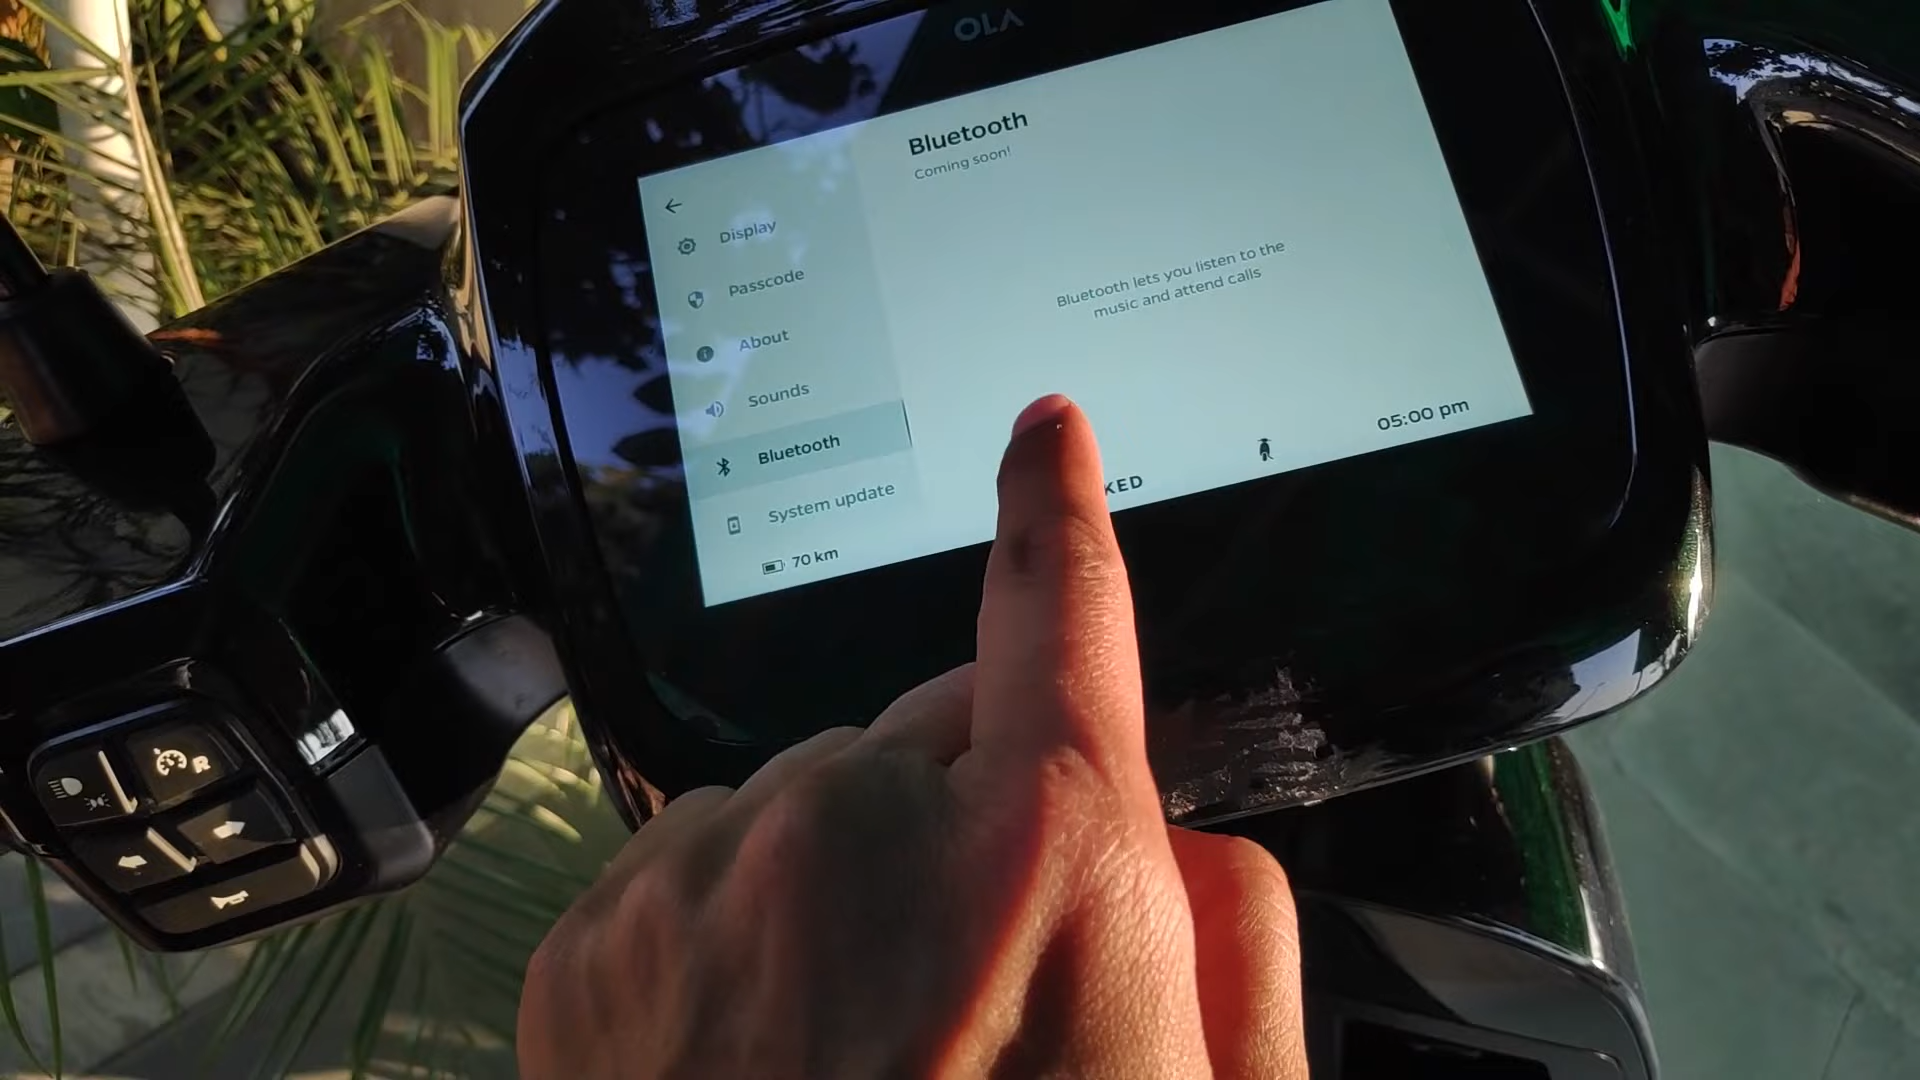 OLA
Bluetooth
Coming soon!
Display
Passcode
About
Sounds
Bluetooth
System update
Bluetooth lets you listen to the
music and attend calls
70 km
KED
05:00 pm
R